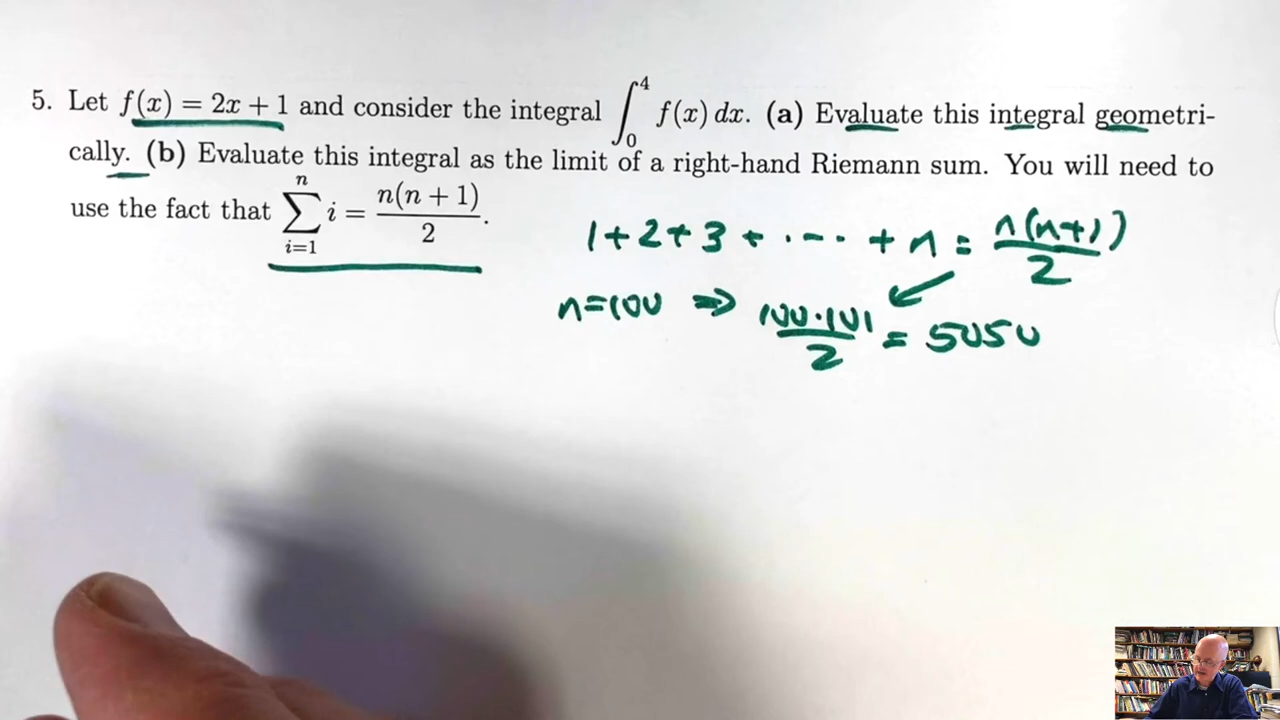 5. Let f(x) = 2x + 1 and consider the integral ∫₀⁴ f(x) dx. (a) Evaluate this integral geometri-
cally. (b) Evaluate this integral as the limit of a right-hand Riemann sum. You will need to
use the fact that ∑_{i=1}^{n} i = n(n + 1)/2.
1+2+3+·-··+n = n(n+1)/2
n=100 ⇒ 100·101/2 = 5050